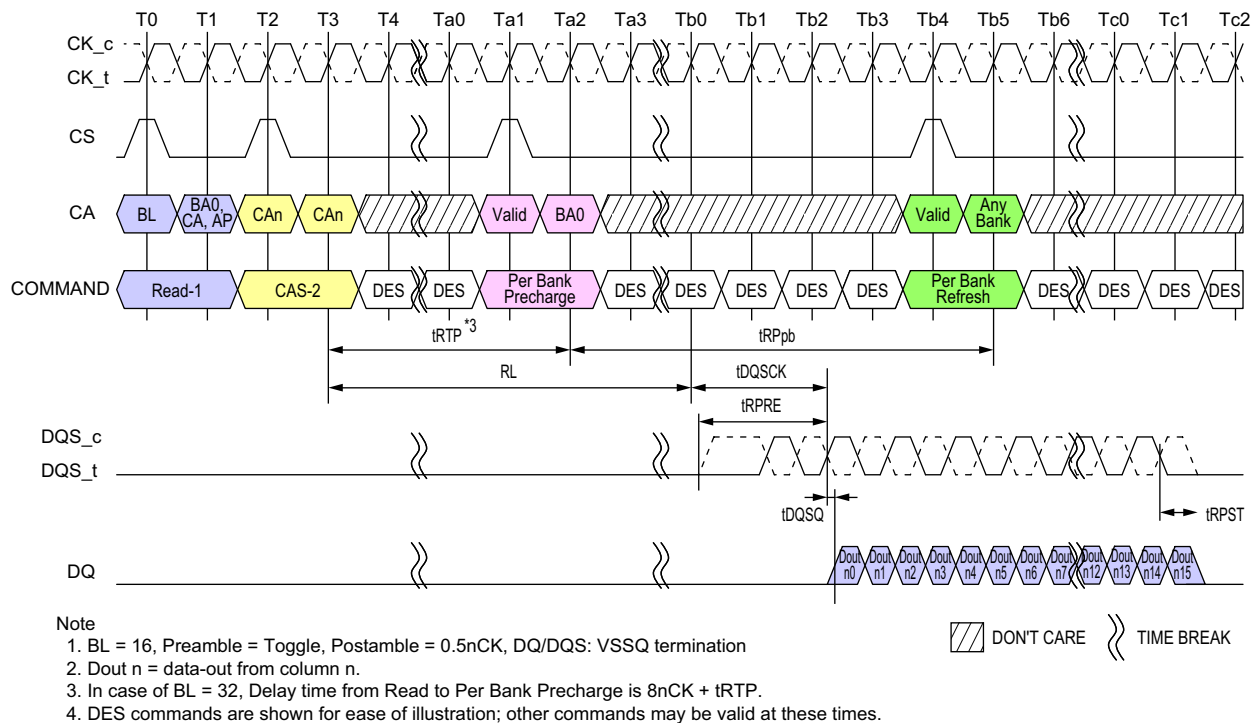 T0 T1 T2 T3 T4 Ta0 Ta1 Ta2 Ta3 Tb0 Tb1 Tb2 Tb3 Tb4 Tb5 Tb6 Tc0 Tc1 Tc2
CK_c
CK_t
CS
CA
BL
BA0,
CA, AP
CAn
CAn
Valid
BA0
Valid
Any
Bank
COMMAND
Read-1
CAS-2
DES
DES
Per Bank
Precharge
DES
DES
DES
DES
DES
Per Bank
Refresh
DES
DES
DES
DES
tRTP *3
tRPpb
RL
tDQSCK
tRPRE
DQS_c
DQS_t
tDQSQ
tRPST
DQ
Dout
n0
Dout
n1
Dout
n2
Dout
n3
Dout
n4
Dout
n5
Dout
n6
Dout
n7
Dout
n12
Dout
n13
Dout
n14
Dout
n15
DON'T CARE
TIME BREAK
Note
1. BL = 16, Preamble = Toggle, Postamble = 0.5nCK, DQ/DQS: VSSQ termination
2. Dout n = data-out from column n.
3. In case of BL = 32, Delay time from Read to Per Bank Precharge is 8nCK + tRTP.
4. DES commands are shown for ease of illustration; other commands may be valid at these times.